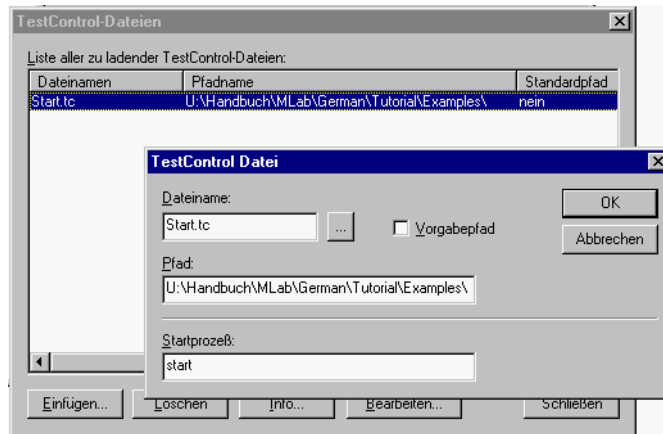 TestControl-Dateien
Liste aller zu ladender TestControl-Dateien:
Dateinamen Pfadname Standardpfad
Start.tc U:\Handbuch\MLab\German\Tutorial\Examples\ nein
TestControl Datei
Dateiname:
Start.tc ... Vorgabepfad
OK
Abbrechen
Pfad:
U:\Handbuch\MLab\German\Tutorial\Examples\
Startprozeß:
start
Einfügen... Löschen Info... Bearbeiten... Schließen